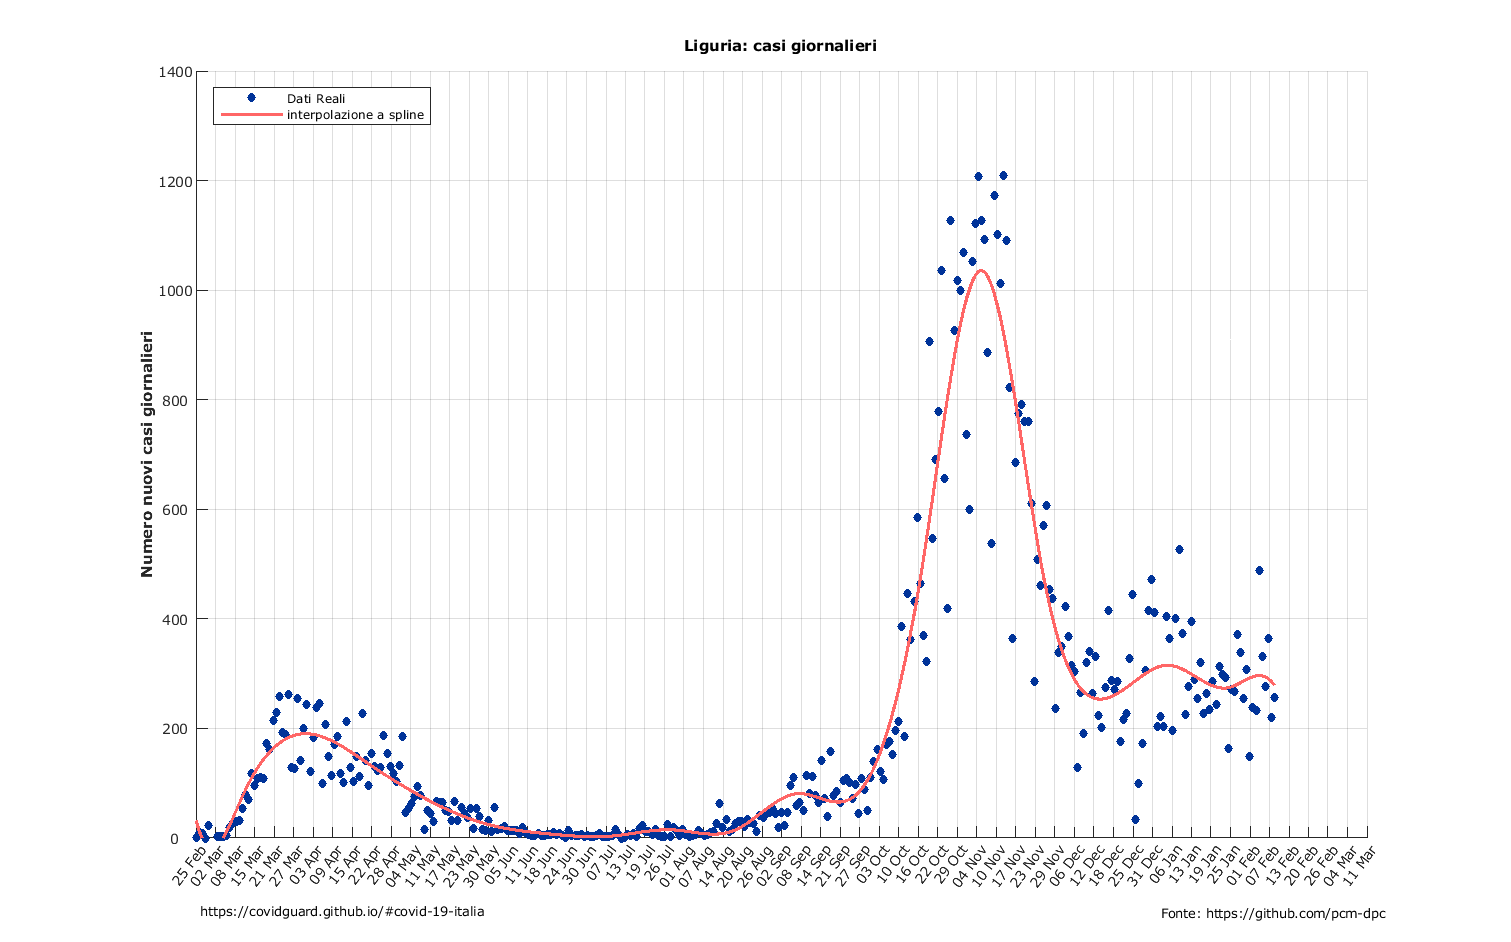 Liguria: casi giornalieri
Dati Reali
interpolazione a spline
Numero nuovi casi giornalieri
1400
1200
1000
800
600
400
200
0
25 Feb
02 Mar
08 Mar
15 Mar
21 Mar
27 Mar
03 Apr
09 Apr
15 Apr
22 Apr
28 Apr
04 May
11 May
17 May
23 May
30 May
05 Jun
11 Jun
18 Jun
24 Jun
30 Jun
07 Jul
13 Jul
19 Jul
26 Jul
01 Aug
07 Aug
14 Aug
20 Aug
26 Aug
02 Sep
08 Sep
14 Sep
21 Sep
27 Sep
03 Oct
10 Oct
16 Oct
22 Oct
29 Oct
04 Nov
10 Nov
17 Nov
23 Nov
29 Nov
06 Dec
12 Dec
18 Dec
25 Dec
31 Dec
06 Jan
13 Jan
19 Jan
25 Jan
01 Feb
07 Feb
13 Feb
20 Feb
26 Feb
04 Mar
11 Mar
https://covidguard.github.io/#covid-19-italia
Fonte: https://github.com/pcm-dpc